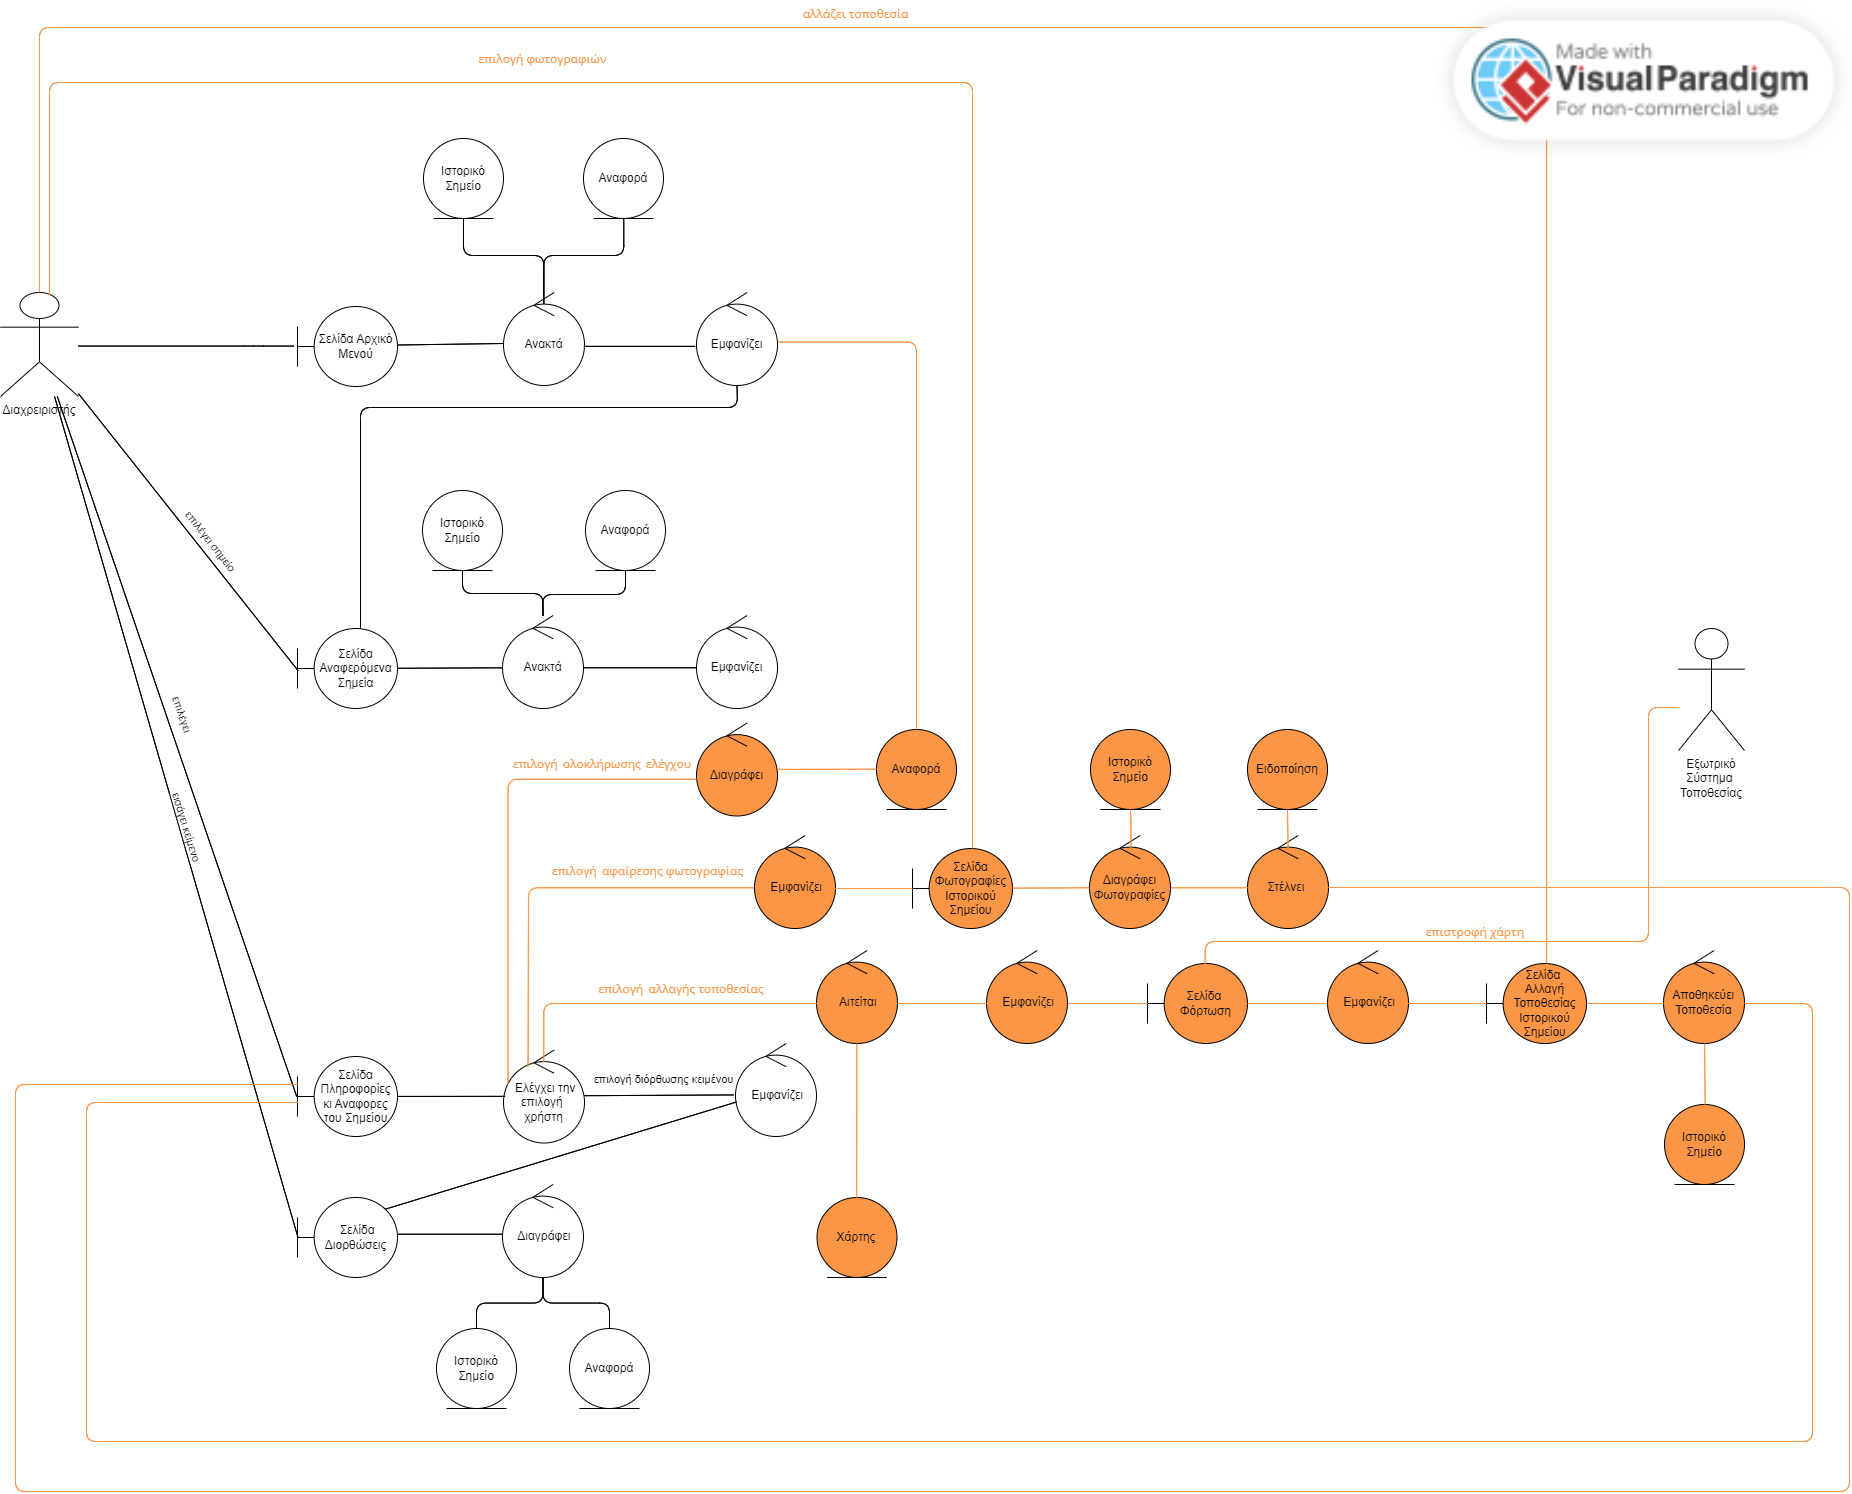 αλλάζει τοποθεσία
Made with
Visual Paradigm
For non-commercial use
επιλογή φωτογραφιών
Ιστορικό
Σημείο
Αναφορά
Σελίδα Αρχικό
Μενού
Ανακτά
Εμφανίζει
Διαχρειριστής
Ιστορικό
Σημείο
Αναφορά
επιλέγει σημείο
Σελίδα
Αναφερόμενα
Σημεία
Ανακτά
Εμφανίζει
επιλέγει
επιλογή ολοκλήρωσης ελέγχου
Διαγράφει
Αναφορά
Ιστορικό
Σημείο
Ειδοποίηση
Εξωτρικό
Σύστημα
Τοποθεσίας
εισάγει κείμενο
επιλογή αφαίρεσης φωτογραφίας
Εμφανίζει
Σελίδα
Φωτογραφίες
Ιστορικού
Σημείου
Διαγράφει
Φωτογραφίες
Στέλνει
επιστροφή χάρτη
επιλογή αλλαγής τοποθεσίας
Αιτείται
Εμφανίζει
Σελίδα
Φόρτωση
Εμφανίζει
Σελίδα
Αλλαγή
Τοποθεσίας
Ιστορικού
Σημείου
Αποθηκεύει
Τοποθεσία
Σελίδα
Πληροφορίες
κι Αναφορες
του Σημείου
Ελέγχει την
επιλογή
χρήστη
επιλογή διόρθωσης κειμένου
Εμφανίζει
Ιστορικό
Σημείο
Σελίδα
Διορθώσεις
Διαγράφει
Χάρτης
Ιστορικό
Σημείο
Αναφορά